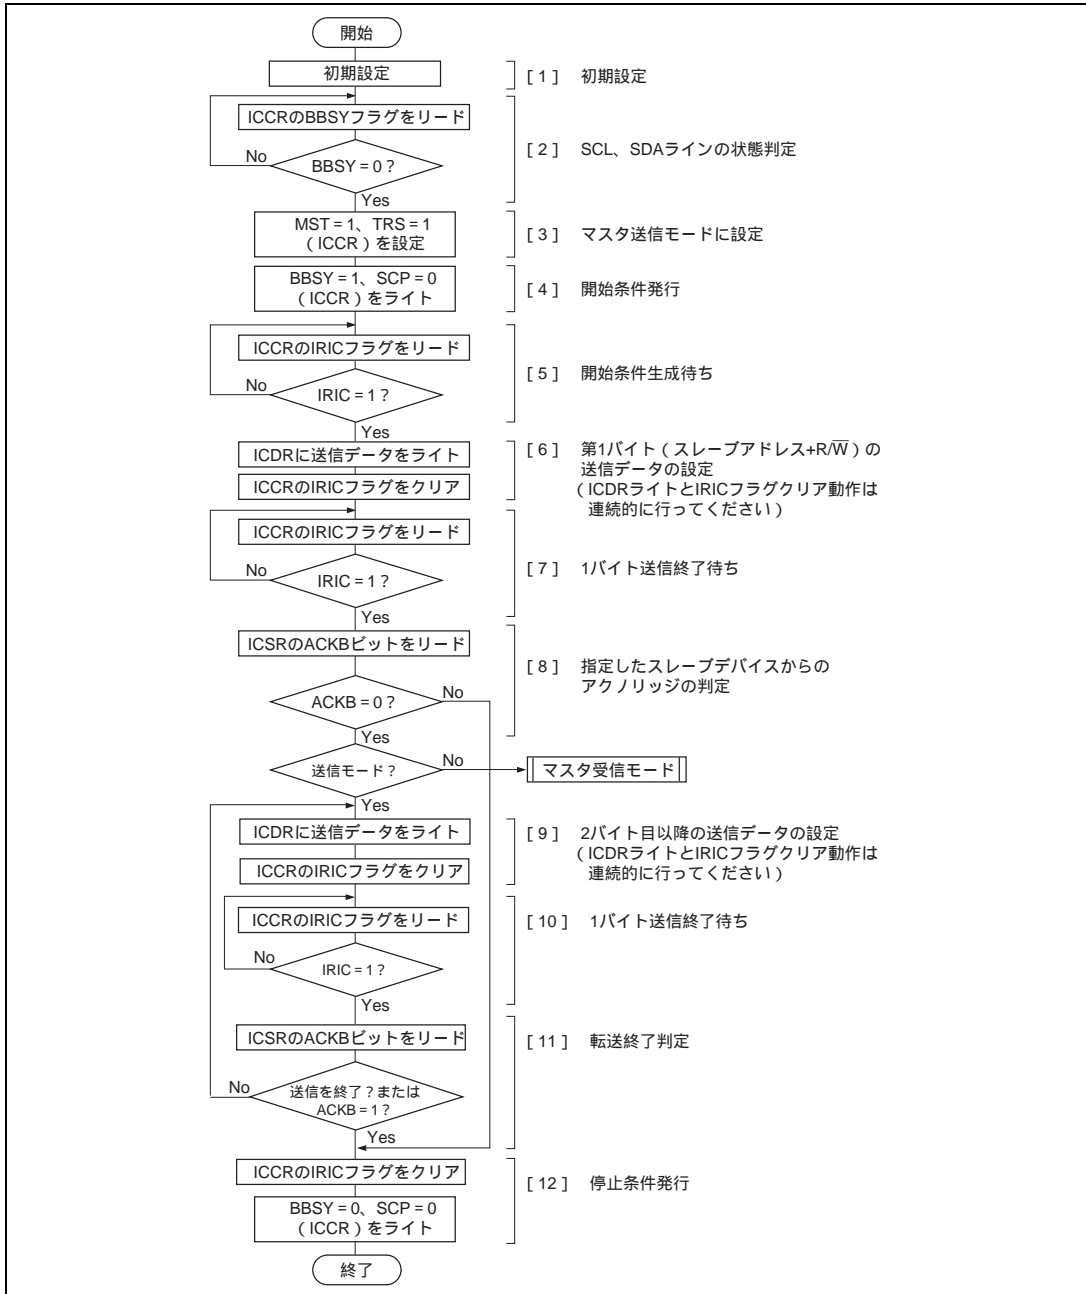 開始
初期設定
[ 1 ] 初期設定
ICCRのBBSYフラグをリード
No
BBSY = 0 ?
Yes
[ 2 ] SCL、SDAラインの状態判定
MST = 1、TRS = 1
( ICCR ) を設定
[ 3 ] マスタ送信モードに設定
BBSY = 1、SCP = 0
( ICCR ) をライト
[ 4 ] 開始条件発行
ICCRのIRICフラグをリード
No
IRIC = 1 ?
Yes
[ 5 ] 開始条件生成待ち
ICDRに送信データをライト
ICCRのIRICフラグをクリア
[ 6 ] 第1バイト ( スレーブアドレス+R/W̅ ) の
送信データの設定
( ICDRライトとIRICフラグクリア動作は
連続的に行ってください )
ICCRのIRICフラグをリード
No
IRIC = 1 ?
Yes
[ 7 ] 1バイト送信終了待ち
ICSRのACKBビットをリード
ACKB = 0 ?
No
Yes
[ 8 ] 指定したスレーブデバイスからの
アクノリッジの判定
送信モード ?
No
マスタ受信モード
Yes
ICDRに送信データをライト
ICCRのIRICフラグをクリア
[ 9 ] 2バイト目以降の送信データの設定
( ICDRライトとIRICフラグクリア動作は
連続的に行ってください )
ICCRのIRICフラグをリード
No
IRIC = 1 ?
Yes
[ 10 ] 1バイト送信終了待ち
ICSRのACKBビットをリード
No
送信を終了 ? または
ACKB = 1 ?
Yes
[ 11 ] 転送終了判定
ICCRのIRICフラグをクリア
BBSY = 0、SCP = 0
( ICCR ) をライト
[ 12 ] 停止条件発行
終了